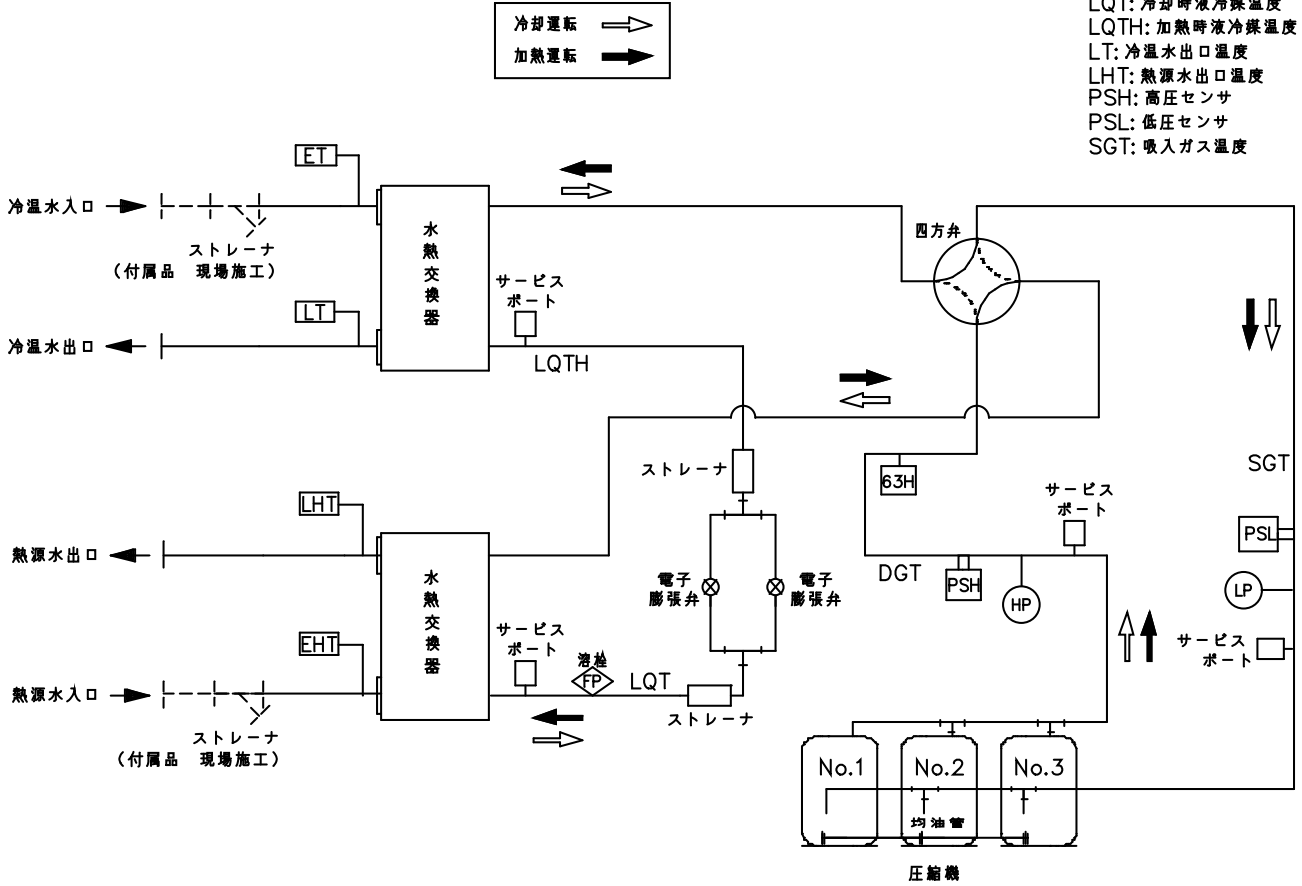 冷却運転
加熱運転
LQT: 冷却時液冷媒温度
LQTH: 加熱時液冷媒温度
LT: 冷温水出口温度
LHT: 熱源水出口温度
PSH: 高圧センサ
PSL: 低圧センサ
SGT: 吸入ガス温度
ET
冷温水入口
ストレーナ
(付属品 現場施工)
LT
冷温水出口
水熱交換器
サービス
ポート
LQTH
四方弁
ストレーナ
63H
サービス
ポート
SGT
PSL
LP
サービス
ポート
DGT
PSH
HP
電子
膨張弁
電子
膨張弁
LHT
熱源水出口
水熱交換器
EHT
熱源水入口
ストレーナ
(付属品 現場施工)
サービス
ポート
溶栓
FP
LQT
ストレーナ
No.1
No.2
No.3
均油管
圧縮機